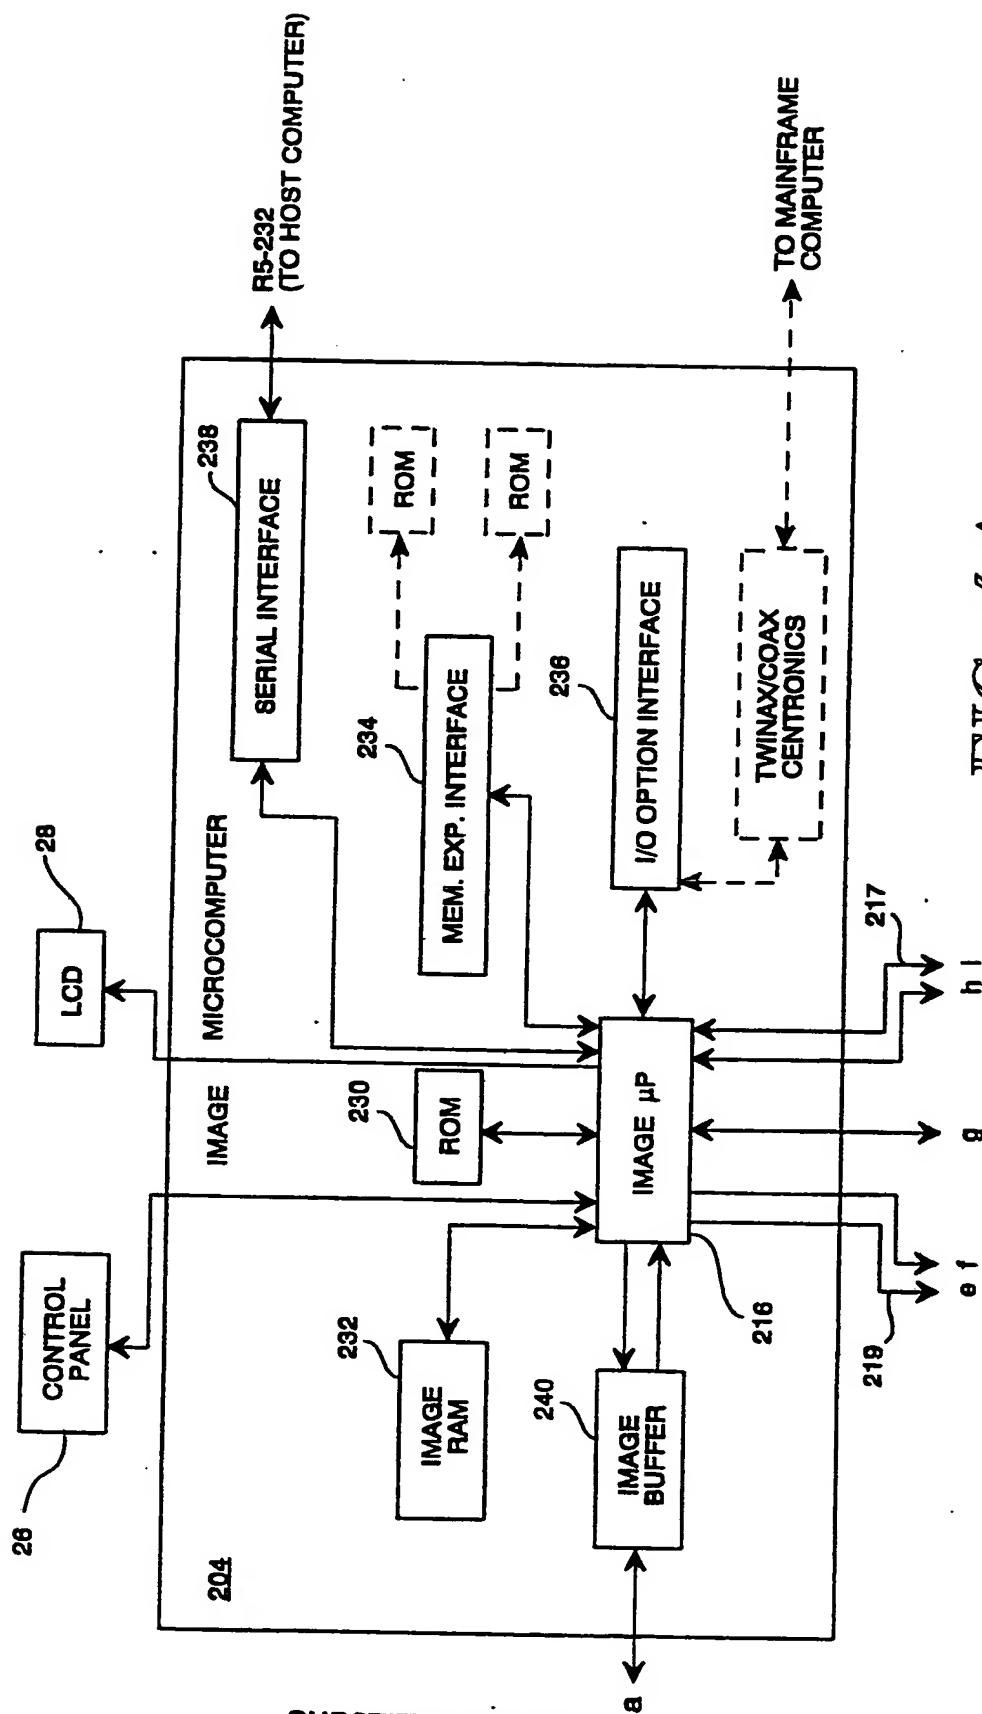 26
CONTROL
PANEL
LCD
28
204
IMAGE
MICROCOMPUTER
R5-232
(TO HOST COMPUTER)
SERIAL INTERFACE
238
232
IMAGE
RAM
230
ROM
234
MEM. EXP. INTERFACE
ROM
ROM
a
240
IMAGE
BUFFER
216
IMAGE μP
236
I/O OPTION INTERFACE
TWINAX/COAX
CENTRONICS
TO MAINFRAME
COMPUTER
219
217
e f
g
h i